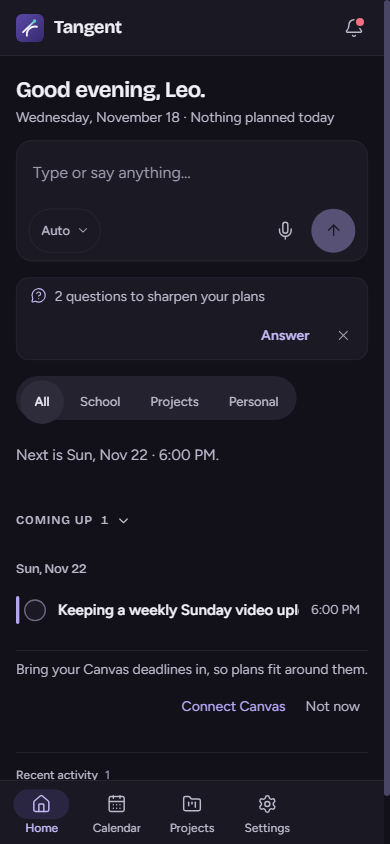 Tangent
Good evening, Leo.
Wednesday, November 18 · Nothing planned today
Type or say anything...
Auto
2 questions to sharpen your plans
Answer
All School Projects Personal
Next is Sun, Nov 22 · 6:00 PM.
COMING UP 1
Sun, Nov 22
Keeping a weekly Sunday video upl 6:00 PM
Bring your Canvas deadlines in, so plans fit around them.
Connect Canvas Not now
Recent activity 1
Home Calendar Projects Settings